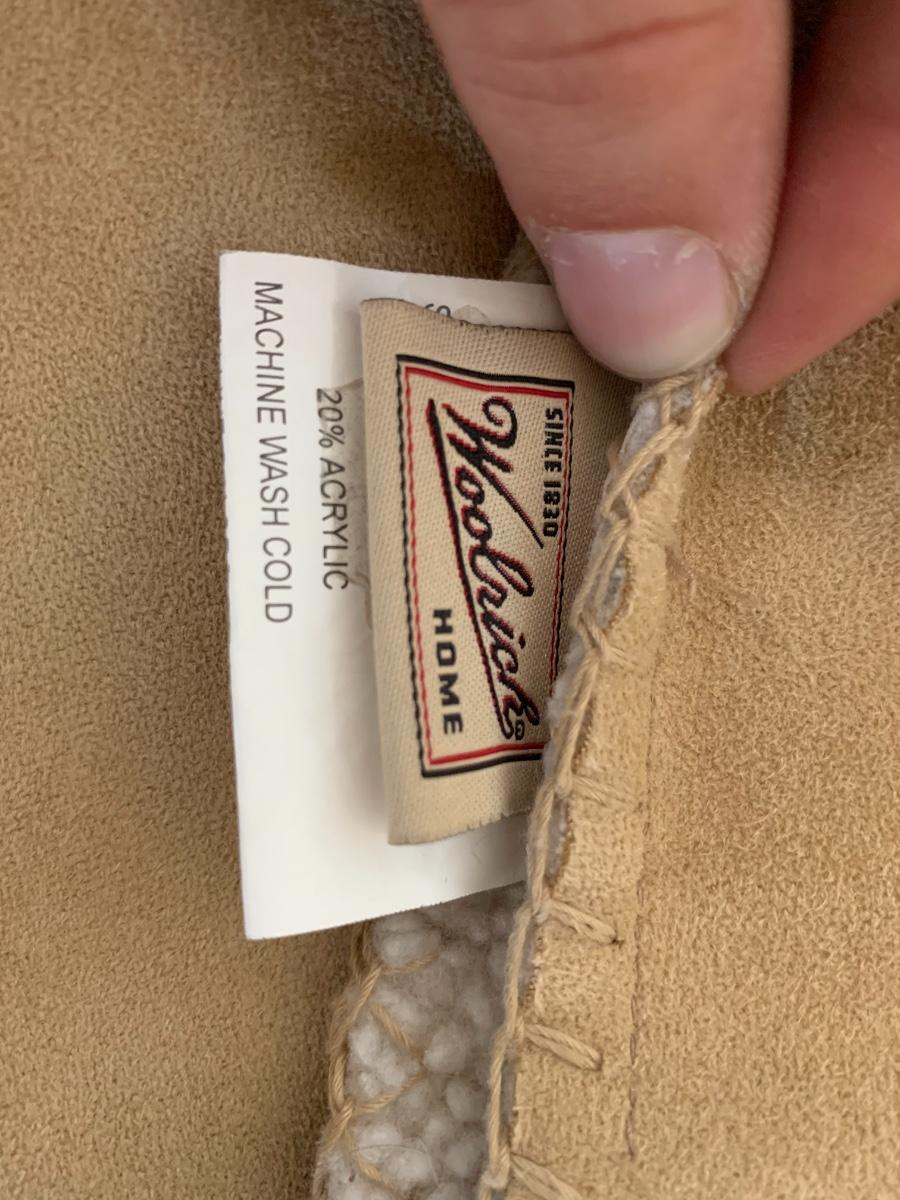 SINCE 1830
Woolrich®
HOME
20% ACRYLIC
MACHINE WASH COLD